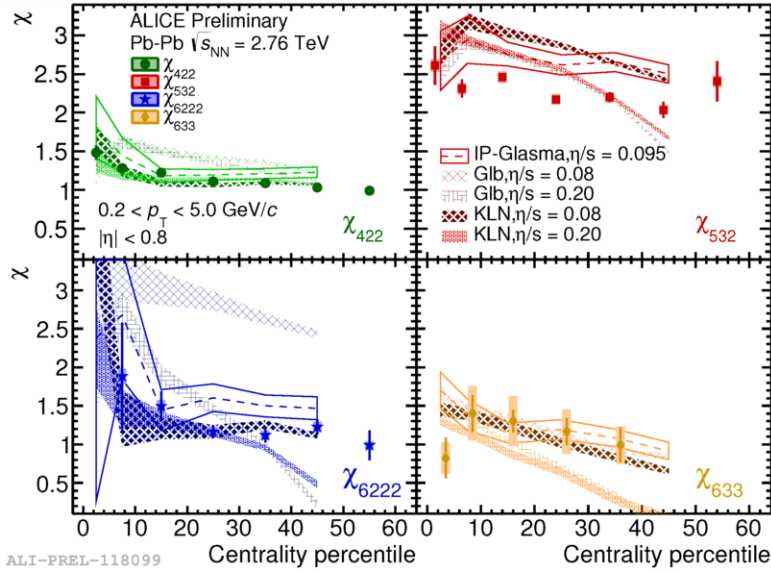 ALICE Preliminary
Pb-Pb √sNN = 2.76 TeV
χ422
χ532
χ6222
χ633
χ
3
2.5
2
1.5
1
0.5
0.2 < pT < 5.0 GeV/c
|η| < 0.8
χ422
IP-Glasma,η/s = 0.095
Glb,η/s = 0.08
Glb,η/s = 0.20
KLN,η/s = 0.08
KLN,η/s = 0.20
χ532
χ
3
2.5
2
1.5
1
0.5
χ6222
χ633
0 10 20 30 40 50 60
0 10 20 30 40 50 60
Centrality percentile
Centrality percentile
ALI-PREL-118099